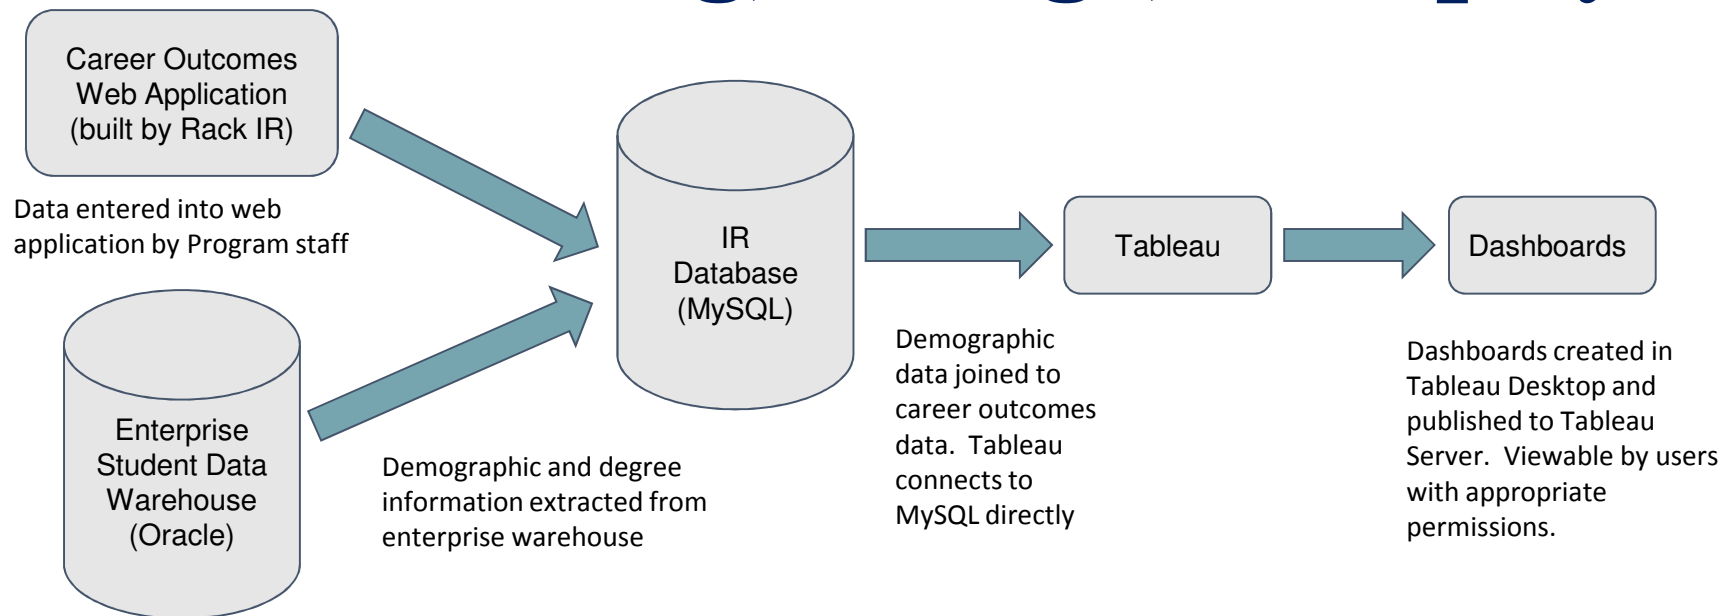 Career Outcomes
Web Application
(built by Rack IR)
Data entered into web
application by Program staff
Enterprise
Student Data
Warehouse
(Oracle)
Demographic and degree
information extracted from
enterprise warehouse
IR
Database
(MySQL)
Demographic
data joined to
career outcomes
data.  Tableau
connects to
MySQL directly
Tableau
Dashboards
Dashboards created in
Tableau Desktop and
published to Tableau
Server.  Viewable by users
with appropriate
permissions.